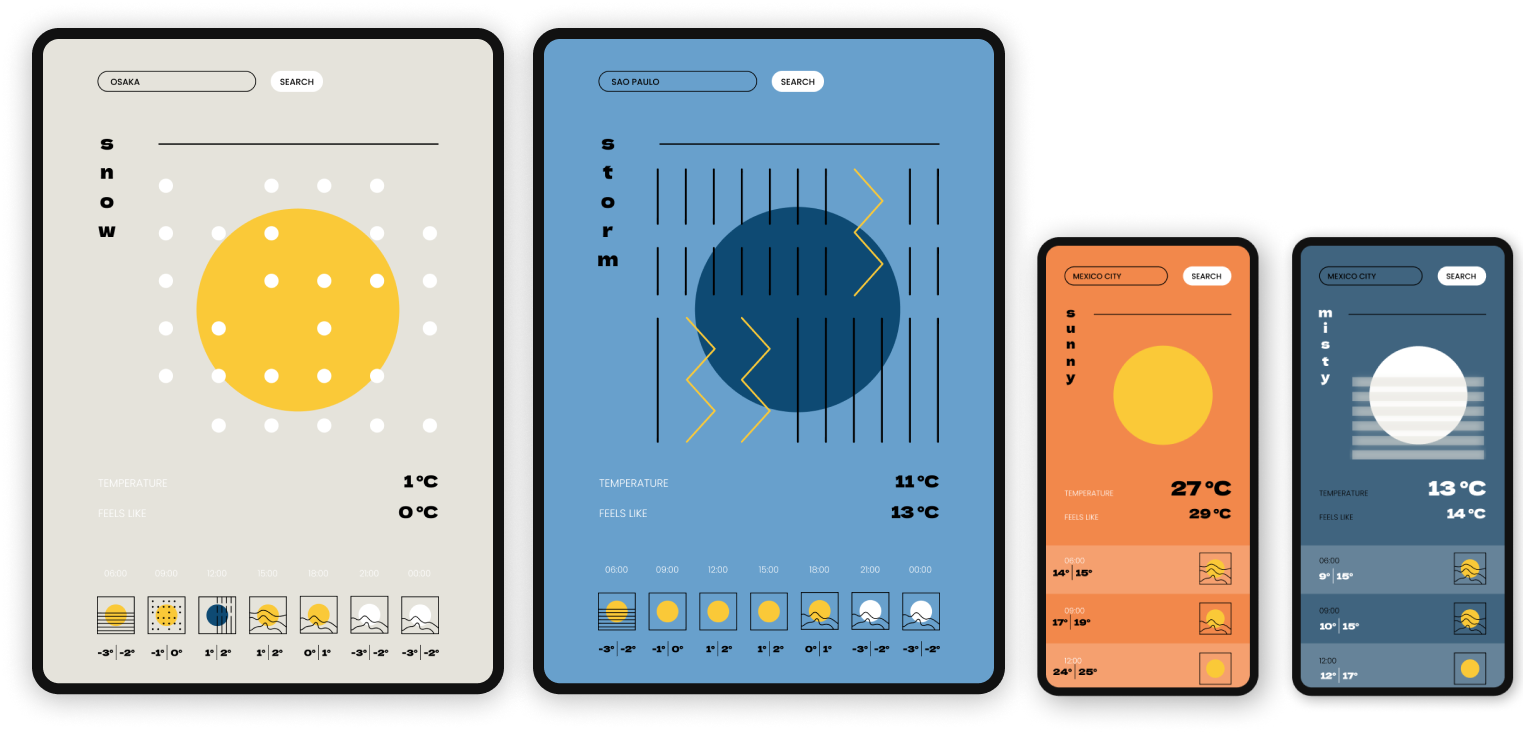 OSAKA SEARCH
s
n
o
w
TEMPERATURE 1 °C
FEELS LIKE 0 °C
06:00 09:00 12:00 15:00 18:00 21:00 00:00
-3° -2° -1° 0° 1° 2° 1° 2° 0° 1° -3° -2° -3° -2°
SAO PAULO SEARCH
s
t
o
r
m
TEMPERATURE 11 °C
FEELS LIKE 13 °C
06:00 09:00 12:00 15:00 18:00 21:00 00:00
-3° -2° -1° 0° 1° 2° 1° 2° 0° 1° -3° -2° -3° -2°
MEXICO CITY SEARCH
s
u
n
n
y
TEMPERATURE 27 °C
FEELS LIKE 29 °C
06:00
14° 15°
09:00
17° 19°
12:00
24° 25°
MEXICO CITY SEARCH
m
i
s
t
y
TEMPERATURE 13 °C
FEELS LIKE 14 °C
06:00
9° 15°
09:00
10° 15°
12:00
12° 17°